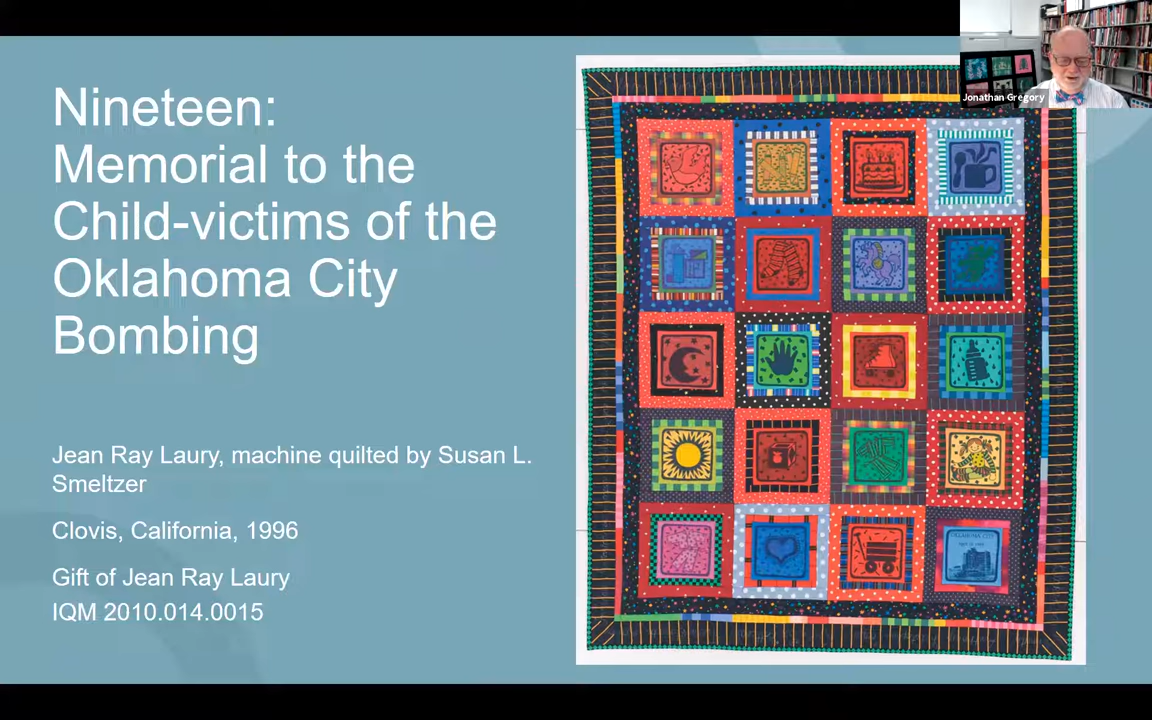 Nineteen:
Memorial to the
Child-victims of the
Oklahoma City
Bombing
Jean Ray Laury, machine quilted by Susan L.
Smeltzer
Clovis, California, 1996
Gift of Jean Ray Laury
IQM 2010.014.0015
Jonathan Gregory
OKLAHOMA CITY